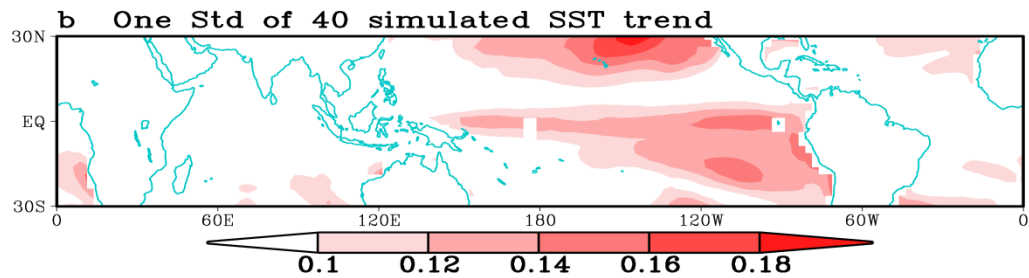 b One Std of 40 simulated SST trend
30N
EQ
30S
0 60E 120E 180 120W 60W 0
0.1 0.12 0.14 0.16 0.18